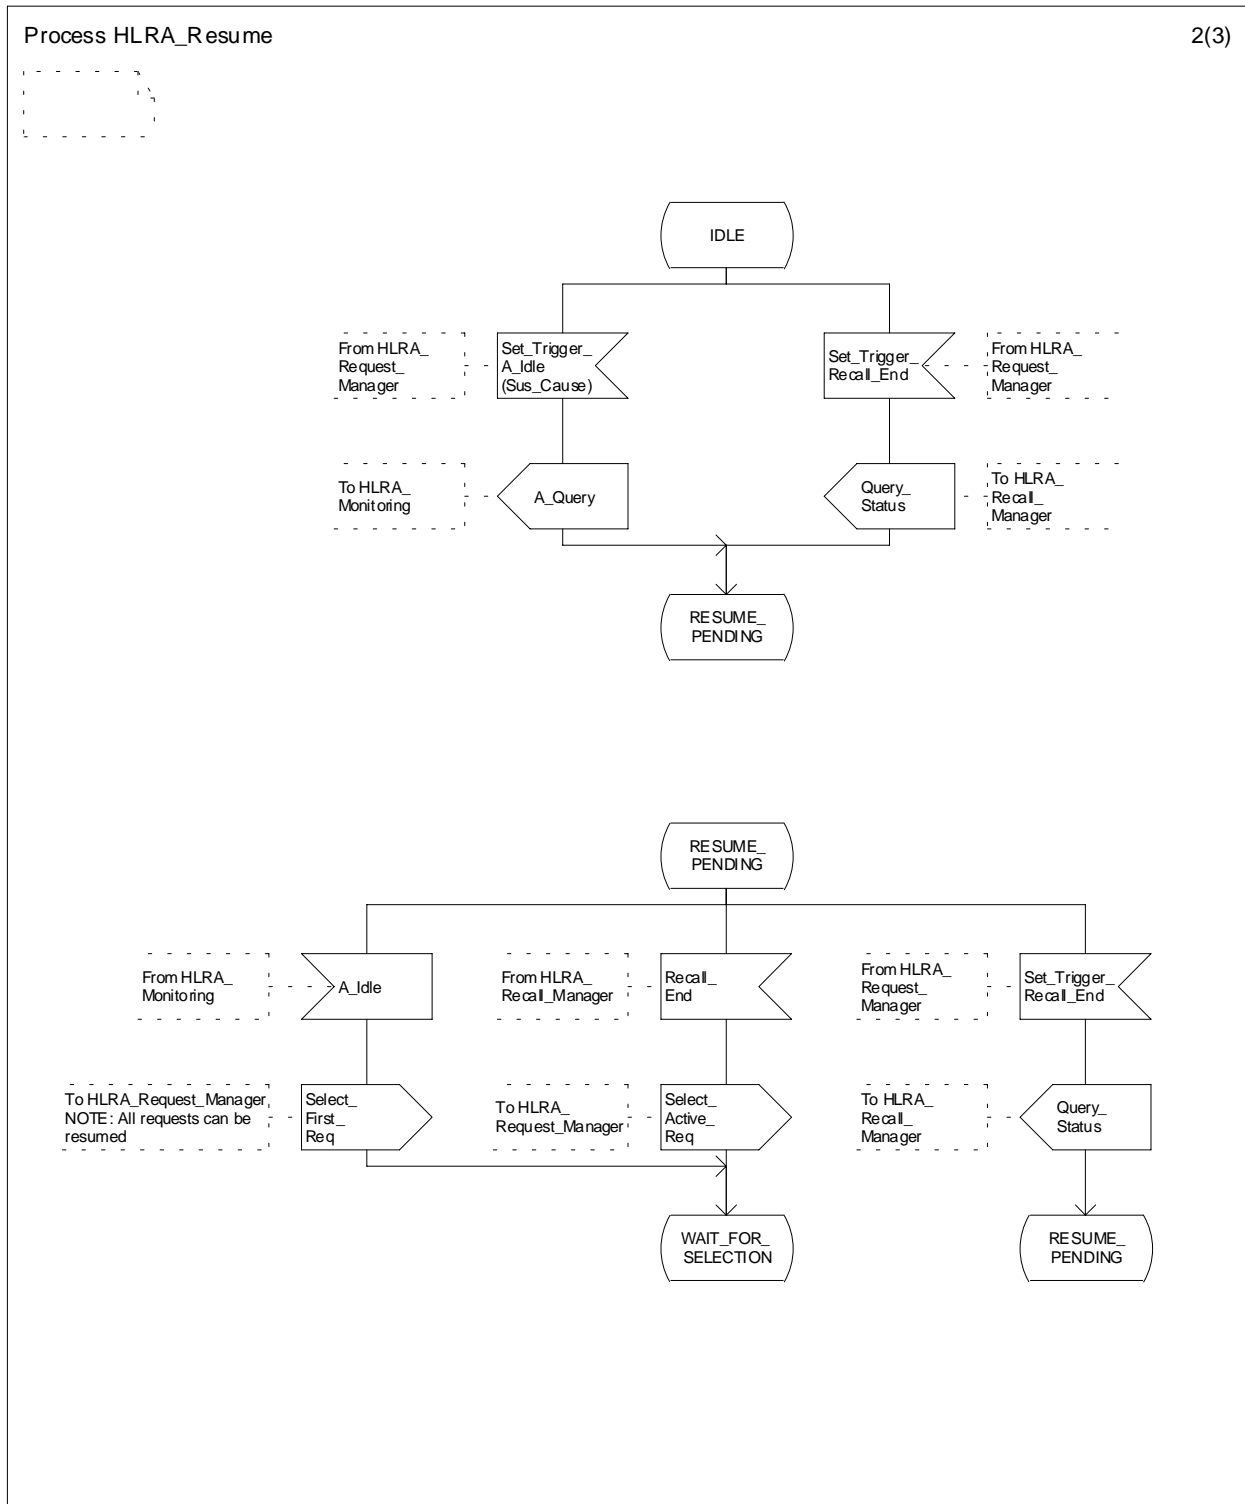 Process HLRA_Resume
2(3)
IDLE
From HLRA_
Request_
Manager
Set_Trigger_
A_Idle
(Sus_Cause)
Set_Trigger_
Recall_End
From HLRA_
Request_
Manager
To HLRA_
Monitoring
A_Query
Query_
Status
To HLRA_
Recall_
Manager
RESUME_
PENDING
RESUME_
PENDING
From HLRA_
Monitoring
A_Idle
From HLRA_
Recall_Manager
Recall_
End
From HLRA_
Request_
Manager
Set_Trigger_
Recall_End
To HLRA_Request_Manager
NOTE: All requests can be
resumed
Select_
First_
Req
To HLRA_
Request_Manager
Select_
Active_
Req
To HLRA_
Recall_
Manager
Query_
Status
WAIT_FOR_
SELECTION
RESUME_
PENDING